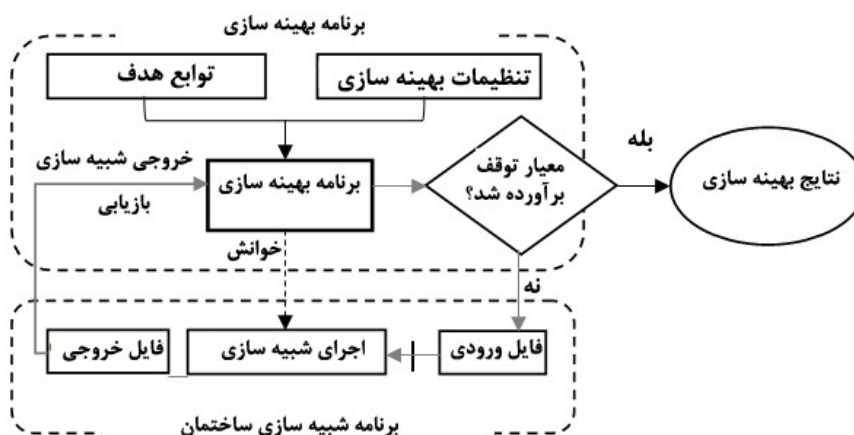 برنامه بهینه سازی
توابع هدف
تنظیمات بهینه سازی
خروجی شبیه سازی
بازیابی
برنامه بهینه سازی
معیار توقف
برآورده شد؟
بله
نتایج بهینه سازی
خوانش
نه
فایل خروجی
اجرای شبیه سازی
فایل ورودی
برنامه شبیه سازی ساختمان